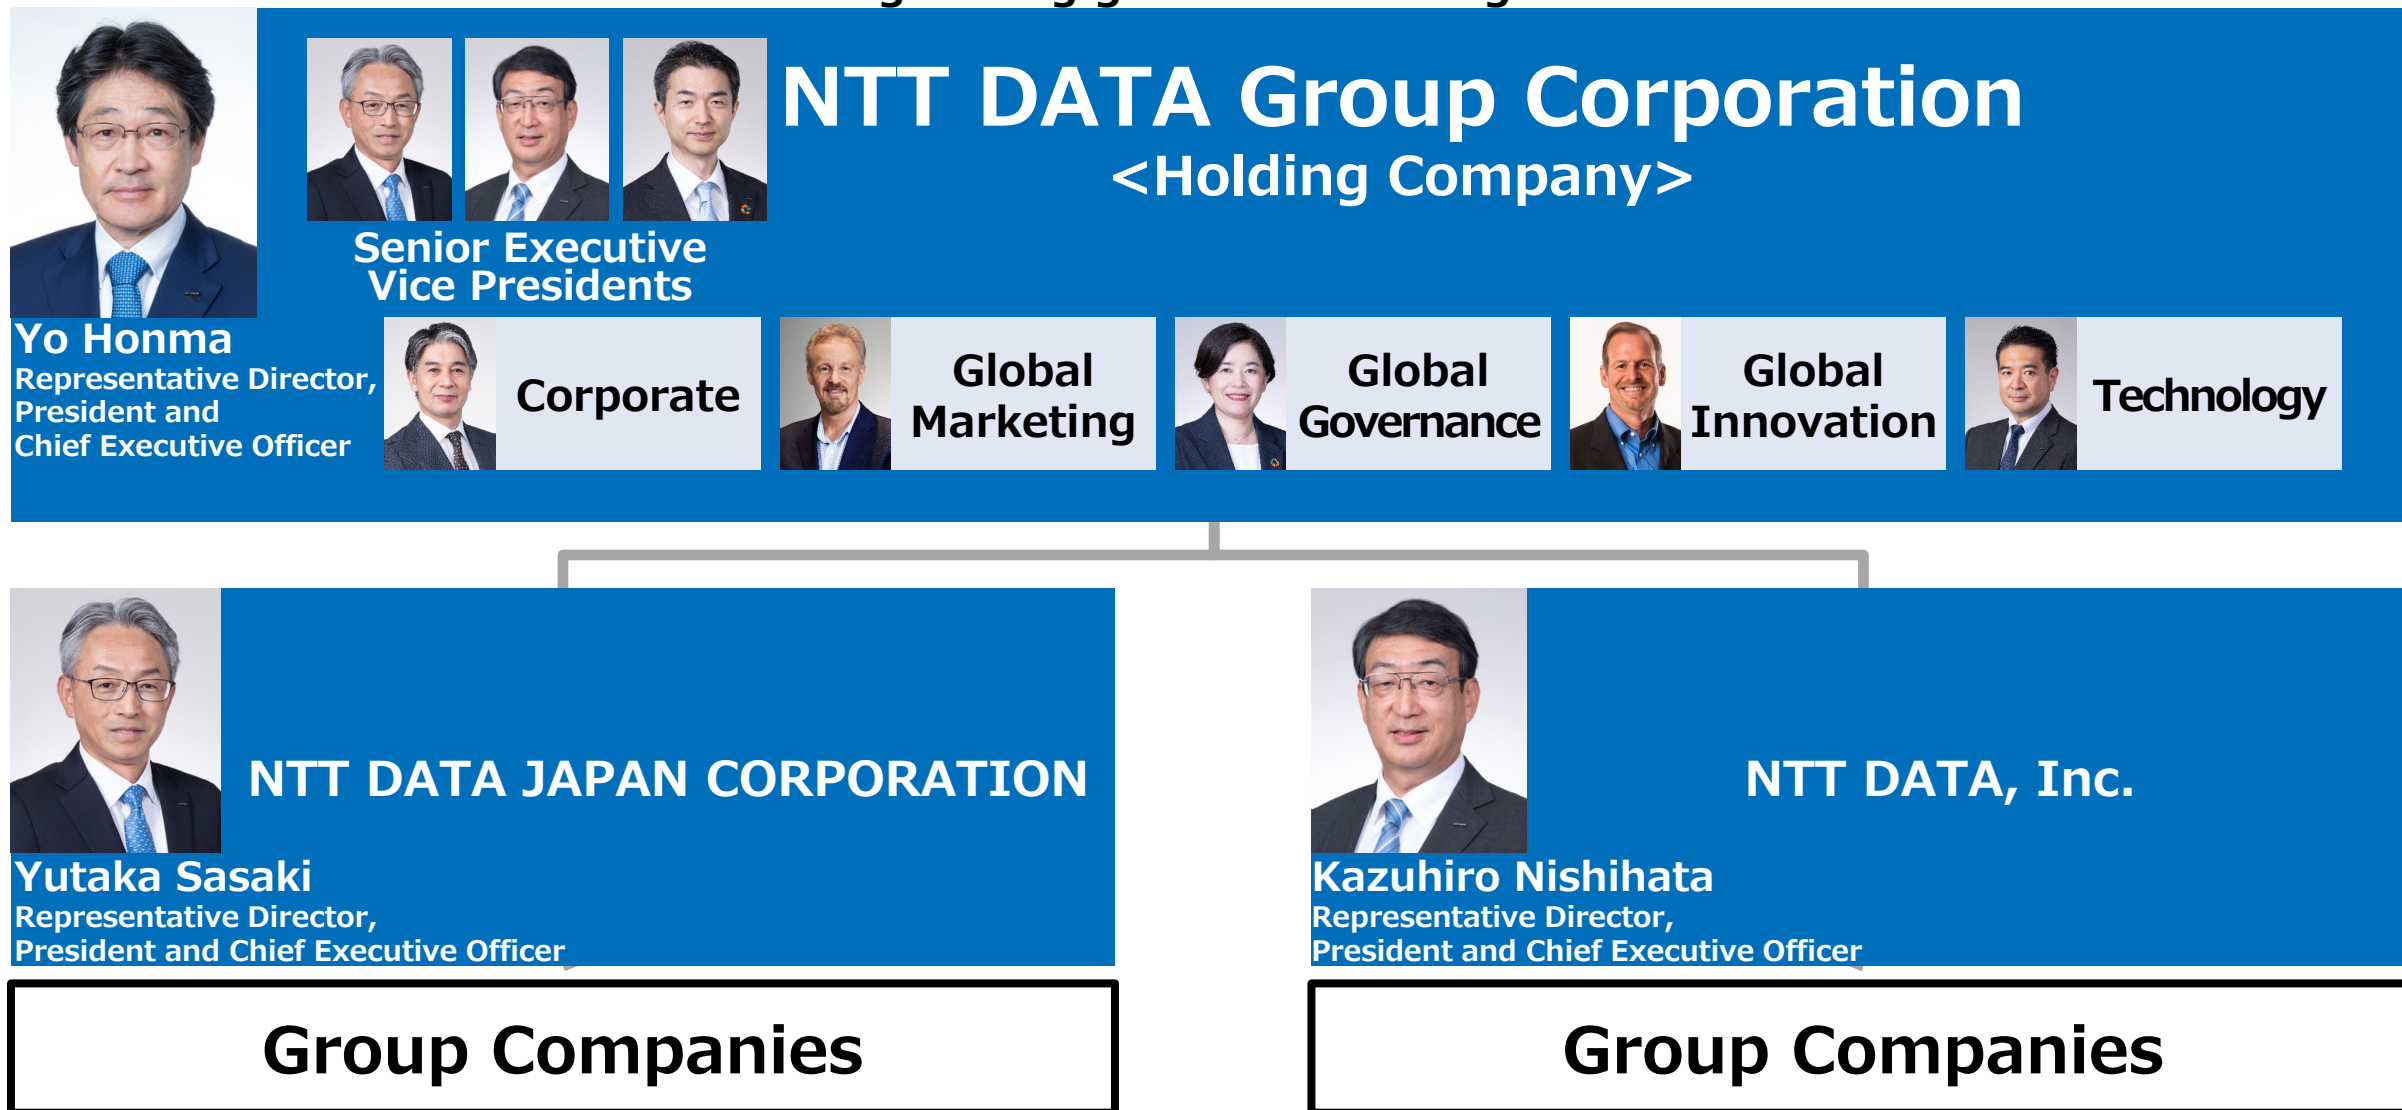 NTT DATA Group Corporation
<Holding Company>
Senior Executive
Vice Presidents
Yo Honma
Representative Director,
President and
Chief Executive Officer
Corporate
Global
Marketing
Global
Governance
Global
Innovation
Technology
NTT DATA JAPAN CORPORATION
Yutaka Sasaki
Representative Director,
President and Chief Executive Officer
NTT DATA, Inc.
Kazuhiro Nishihata
Representative Director,
President and Chief Executive Officer
Group Companies
Group Companies